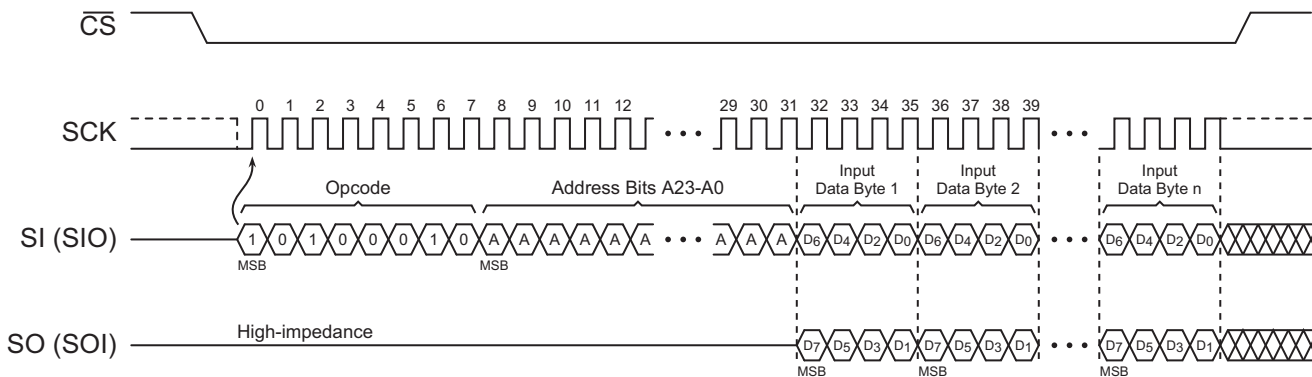 CS
0 1 2 3 4 5 6 7 8 9 10 11 12 29 30 31 32 33 34 35 36 37 38 39
SCK
Opcode Address Bits A23-A0 Input Data Byte 1 Input Data Byte 2 Input Data Byte n
SI (SIO) 1 0 1 0 0 0 1 0 A A A A A A A A A D6 D4 D2 D0 D6 D4 D2 D0 D6 D4 D2 D0
MSB MSB
High-impedance
SO (SOI) D7 D5 D3 D1 D7 D5 D3 D1 D7 D5 D3 D1
MSB MSB MSB